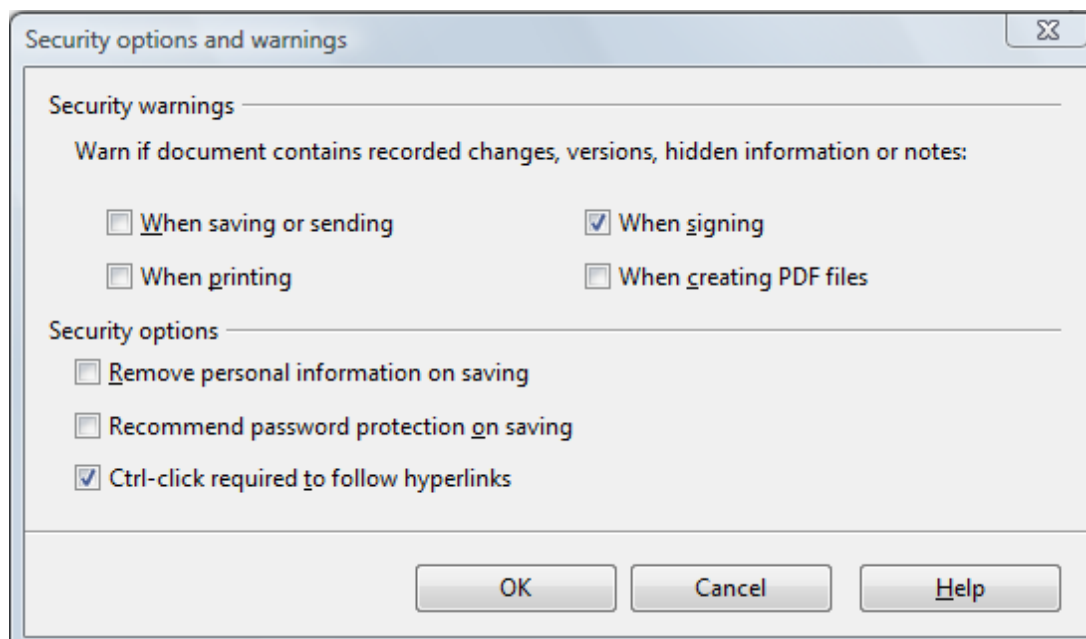 Security options and warnings
Security warnings
Warn if document contains recorded changes, versions, hidden information or notes:
When saving or sending When signing
When printing When creating PDF files
Security options
Remove personal information on saving
Recommend password protection on saving
Ctrl-click required to follow hyperlinks
OK Cancel Help